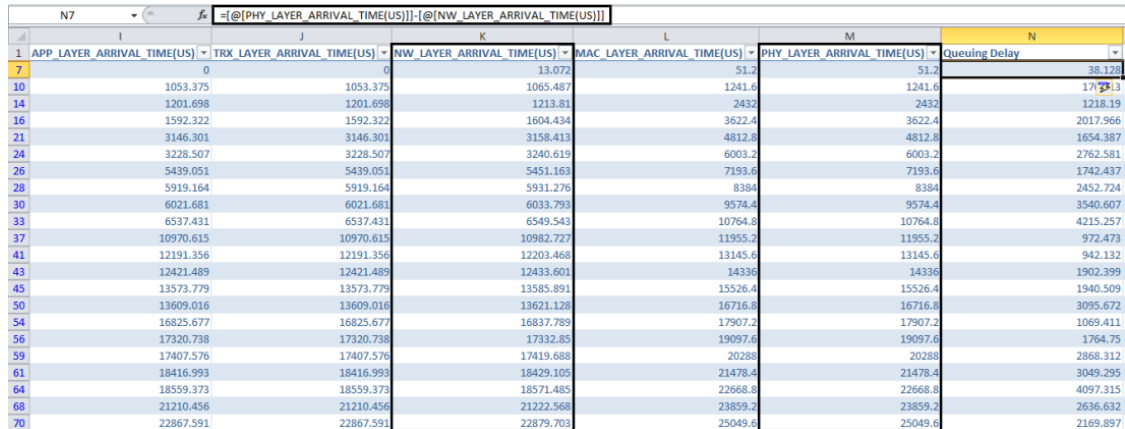 N7 fx =[@[PHY_LAYER_ARRIVAL_TIME(US)]]-[@[NW_LAYER_ARRIVAL_TIME(US)]]
I J K L M N
1 APP_LAYER_ARRIVAL_TIME(US) TRX_LAYER_ARRIVAL_TIME(US) NW_LAYER_ARRIVAL_TIME(US) MAC_LAYER_ARRIVAL_TIME(US) PHY_LAYER_ARRIVAL_TIME(US) Queuing Delay
7 0 0 13.072 51.2 51.2 38.128
10 1053.375 1053.375 1065.487 1241.6 1241.6
14 1201.698 1201.698 1213.81 2432 2432 1218.19
16 1592.322 1592.322 1604.434 3622.4 3622.4 2017.966
21 3146.301 3146.301 3158.413 4812.8 4812.8 1654.387
24 3228.507 3228.507 3240.619 6003.2 6003.2 2762.581
26 5439.051 5439.051 5451.163 7193.6 7193.6 1742.437
28 5919.164 5919.164 5931.276 8384 8384 2452.724
30 6021.681 6021.681 6033.793 9574.4 9574.4 3540.607
33 6537.431 6537.431 6549.543 10764.8 10764.8 4215.257
37 10970.615 10970.615 10982.727 11955.2 11955.2 972.473
41 12191.356 12191.356 12203.468 13145.6 13145.6 942.132
43 12421.489 12421.489 12433.601 14336 14336 1902.399
45 13573.779 13573.779 13585.891 15526.4 15526.4 1940.509
50 13609.016 13609.016 13621.128 16716.8 16716.8 3095.672
54 16825.677 16825.677 16837.789 17907.2 17907.2 1069.411
56 17320.738 17320.738 17332.85 19097.6 19097.6 1764.75
59 17407.576 17407.576 17419.688 20288 20288 2868.312
61 18416.993 18416.993 18429.105 21478.4 21478.4 3049.295
64 18559.373 18559.373 18571.485 22668.8 22668.8 4097.315
68 21210.456 21210.456 21222.568 23859.2 23859.2 2636.632
70 22867.591 22867.591 22879.703 25049.6 25049.6 2169.897